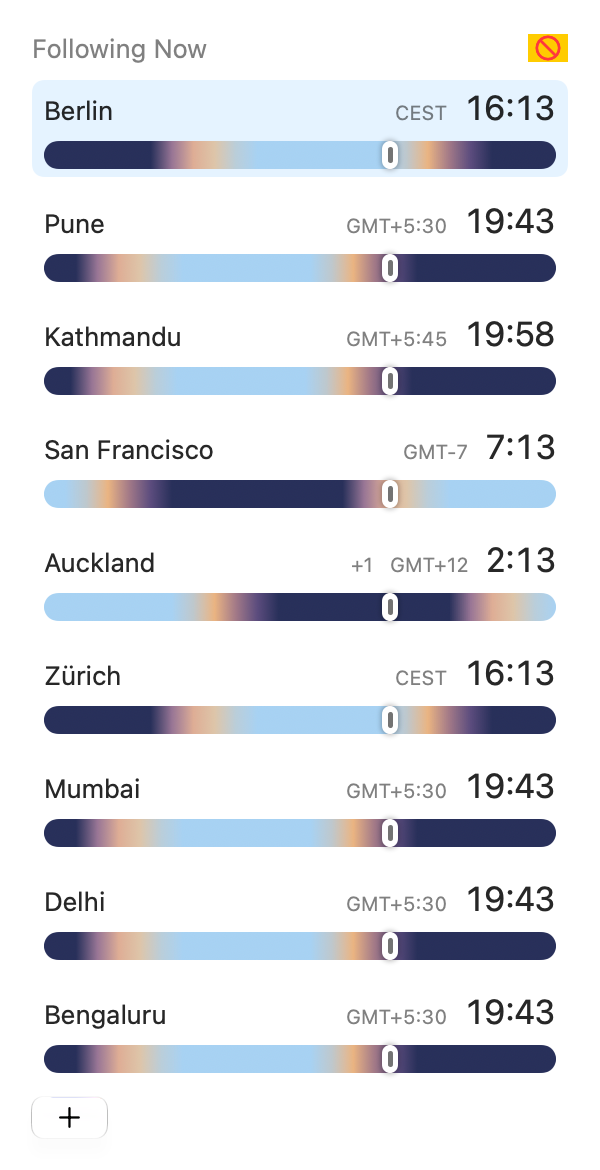 Following Now
Berlin CEST 16:13
Pune GMT+5:30 19:43
Kathmandu GMT+5:45 19:58
San Francisco GMT-7 7:13
Auckland +1 GMT+12 2:13
Zürich CEST 16:13
Mumbai GMT+5:30 19:43
Delhi GMT+5:30 19:43
Bengaluru GMT+5:30 19:43
+